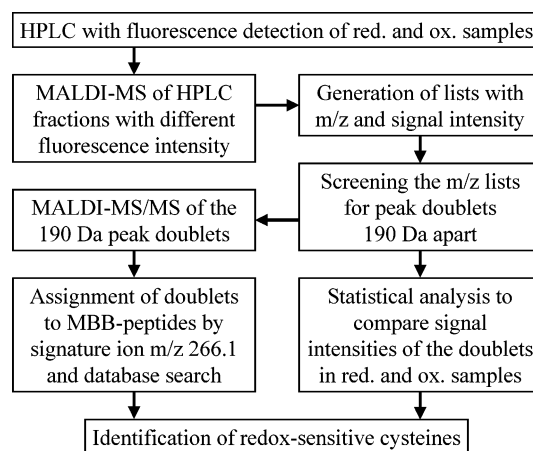 HPLC with fluorescence detection of red. and ox. samples
MALDI-MS of HPLC
fractions with different
fluorescence intensity
Generation of lists with
m/z and signal intensity
Screening the m/z lists
for peak doublets
190 Da apart
MALDI-MS/MS of the
190 Da peak doublets
Assignment of doublets
to MBB-peptides by
signature ion m/z 266.1
and database search
Statistical analysis to
compare signal
intensities of the doublets
in red. and ox. samples
Identification of redox-sensitive cysteines